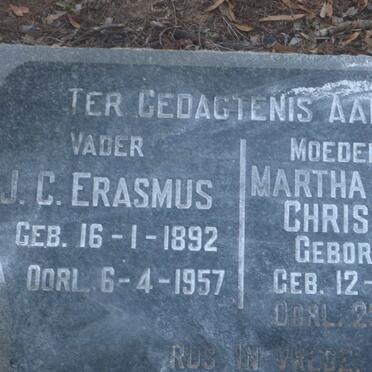 TER GEDAGTENIS AAN
VADER
J. C. ERASMUS
GEB. 16-1-1892
OORL. 6-4-1957
MOEDER
MARTHA
CHRIS
GEBOR
GEB. 12-
OORL. 2
RUS IN VREDE